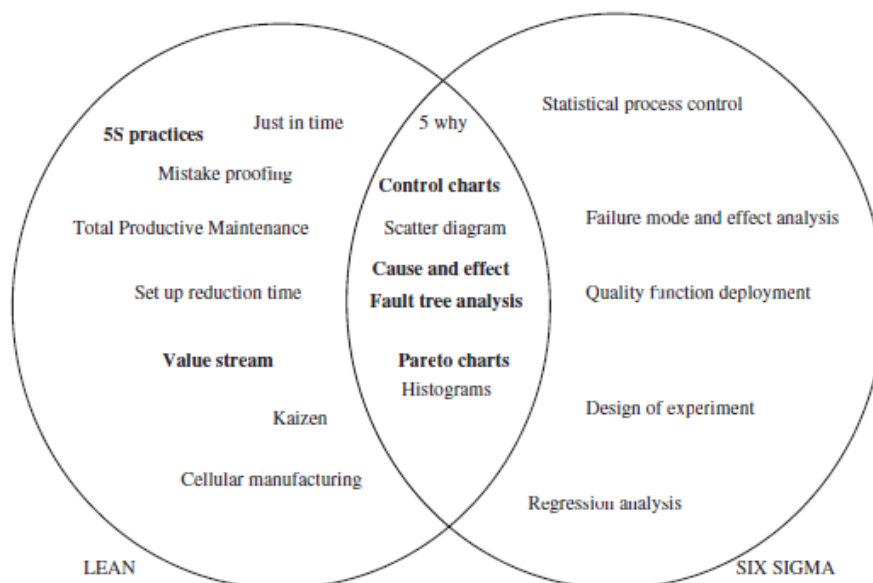 Statistical process control
Just in time
5 why
5S practices
Mistake proofing
Control charts
Total Productive Maintenance
Scatter diagram
Failure mode and effect analysis
Cause and effect
Set up reduction time
Fault tree analysis
Quality function deployment
Value stream
Pareto charts
Histograms
Kaizen
Design of experiment
Cellular manufacturing
Regression analysis
LEAN
SIX SIGMA